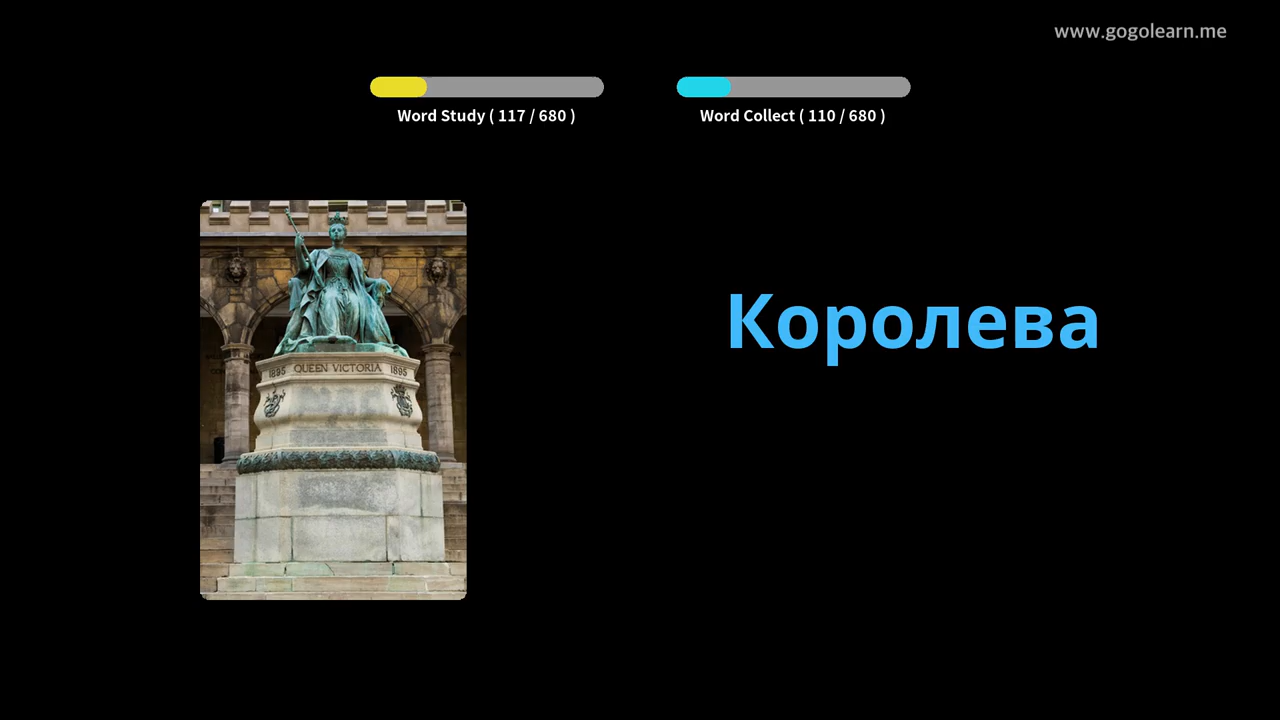 www.gogolearn.me
Word Study ( 117 / 680 )
Word Collect ( 110 / 680 )
Королева
1895 QUEEN VICTORIA 1895